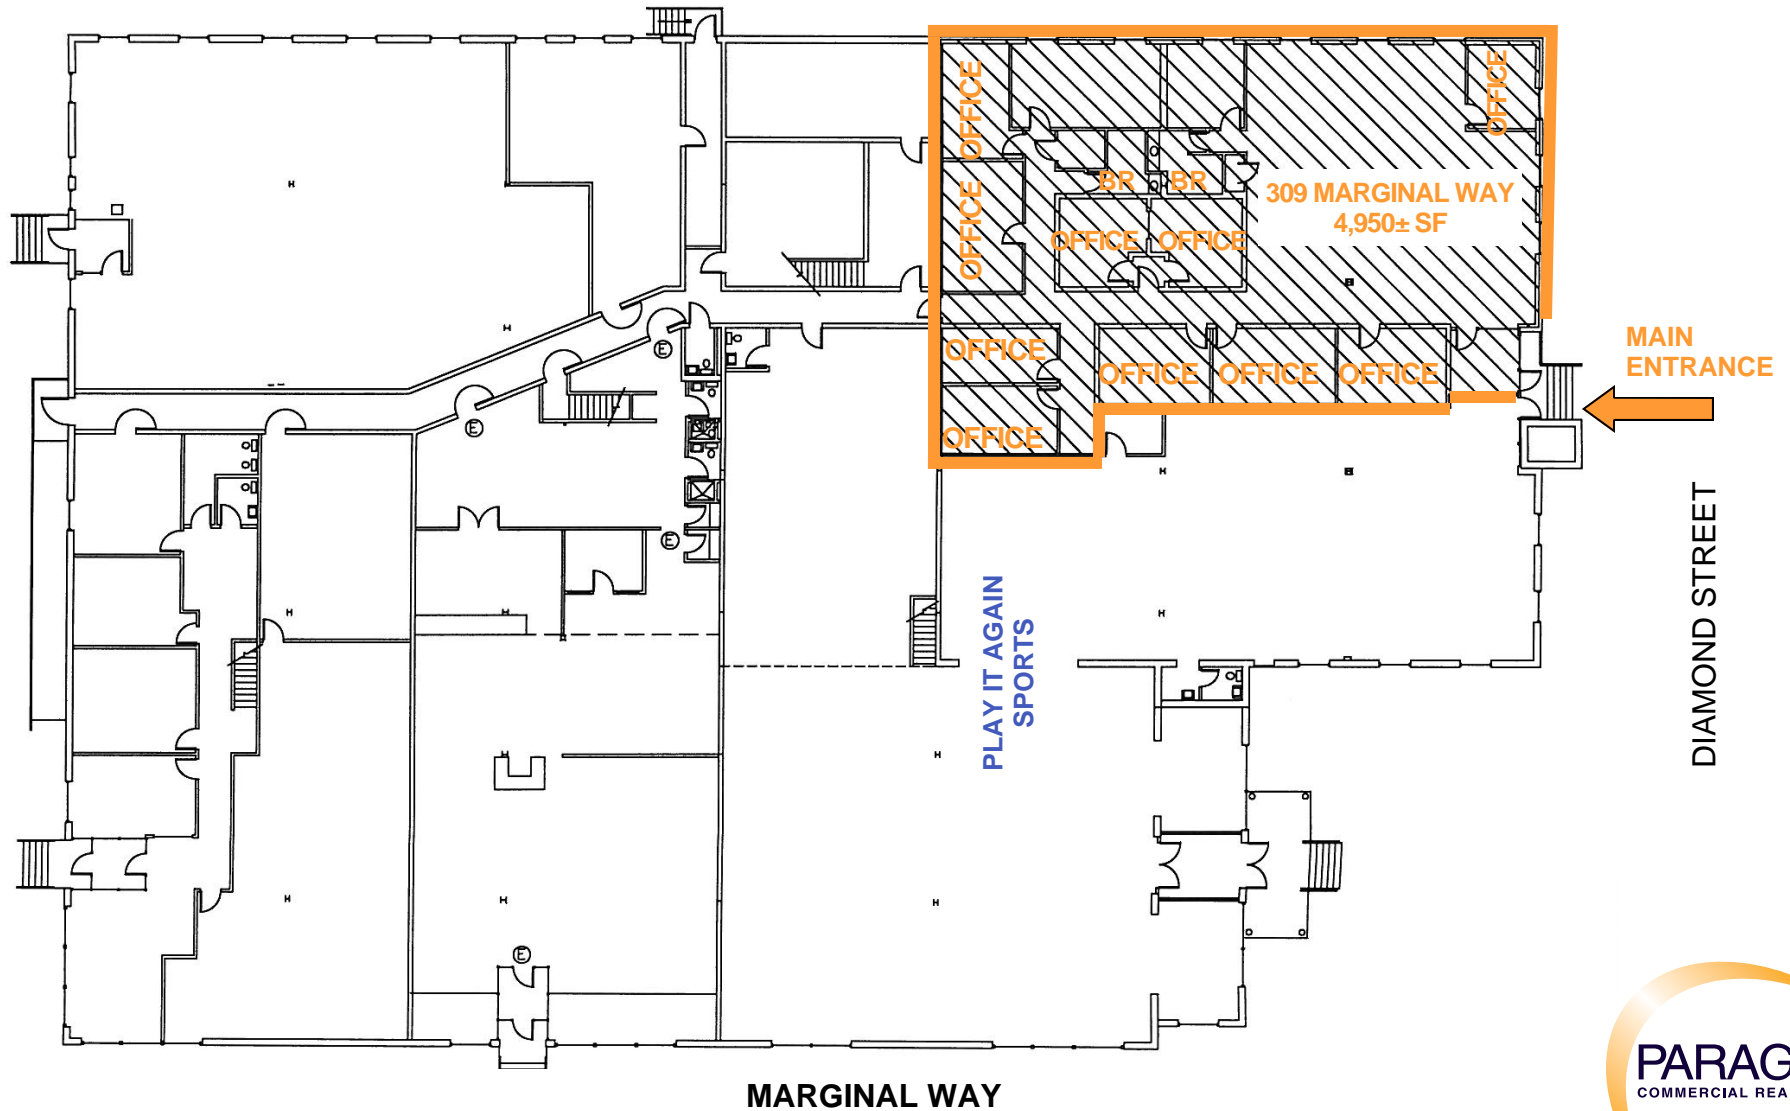 OFFICE
OFFICE
OFFICE
BR
BR
309 MARGINAL WAY
4,950± SF
OFFICE
OFFICE
OFFICE
OFFICE
OFFICE
OFFICE
OFFICE
MAIN
ENTRANCE
E
E
E
E
PLAY IT AGAIN
SPORTS
DIAMOND STREET
MARGINAL WAY
PARAG
COMMERCIAL REA